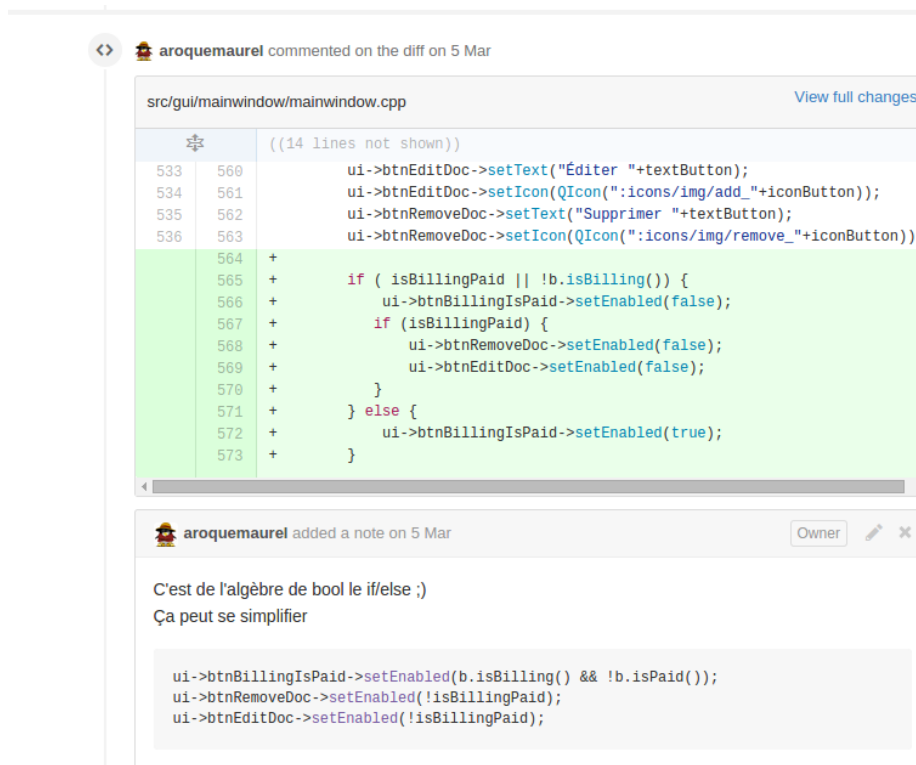 aroquemaurel commented on the diff on 5 Mar
src/gui/mainwindow/mainwindow.cpp View full changes
((14 lines not shown))
533 560 ui->btnEditDoc->setText("Éditer "+textButton);
534 561 ui->btnEditDoc->setIcon(QIcon(":icons/img/add_"+iconButton));
535 562 ui->btnRemoveDoc->setText("Supprimer "+textButton);
536 563 ui->btnRemoveDoc->setIcon(QIcon(":icons/img/remove_"+iconButton))
564 +
565 + if ( isBillingPaid || !b.isBilling()) {
566 + ui->btnBillingIsPaid->setEnabled(false);
567 + if (isBillingPaid) {
568 + ui->btnRemoveDoc->setEnabled(false);
569 + ui->btnEditDoc->setEnabled(false);
570 + }
571 + } else {
572 + ui->btnBillingIsPaid->setEnabled(true);
573 + }
aroquemaurel added a note on 5 Mar Owner
C'est de l'algèbre de bool le if/else ;)
Ça peut se simplifier
ui->btnBillingIsPaid->setEnabled(b.isBilling() && !b.isPaid());
ui->btnRemoveDoc->setEnabled(!isBillingPaid);
ui->btnEditDoc->setEnabled(!isBillingPaid);